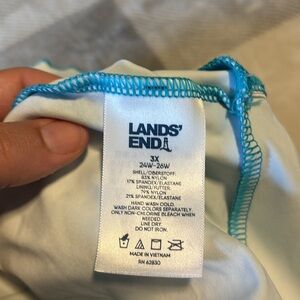 LANDS'
END
3X
24W-26W
SHELL/OBERSTOFF:
83% NYLON
17% SPANDEX/ELASTANE
LINING/FUTTER:
79% NYLON
21% SPANDEX/ELASTANE
HAND WASH COLD.
WASH DARK COLORS SEPARATELY.
ONLY NON-CHLORINE BLEACH WHEN
NEEDED.
LINE DRY.
DO NOT IRON.
MADE IN VIETNAM
RN 62830